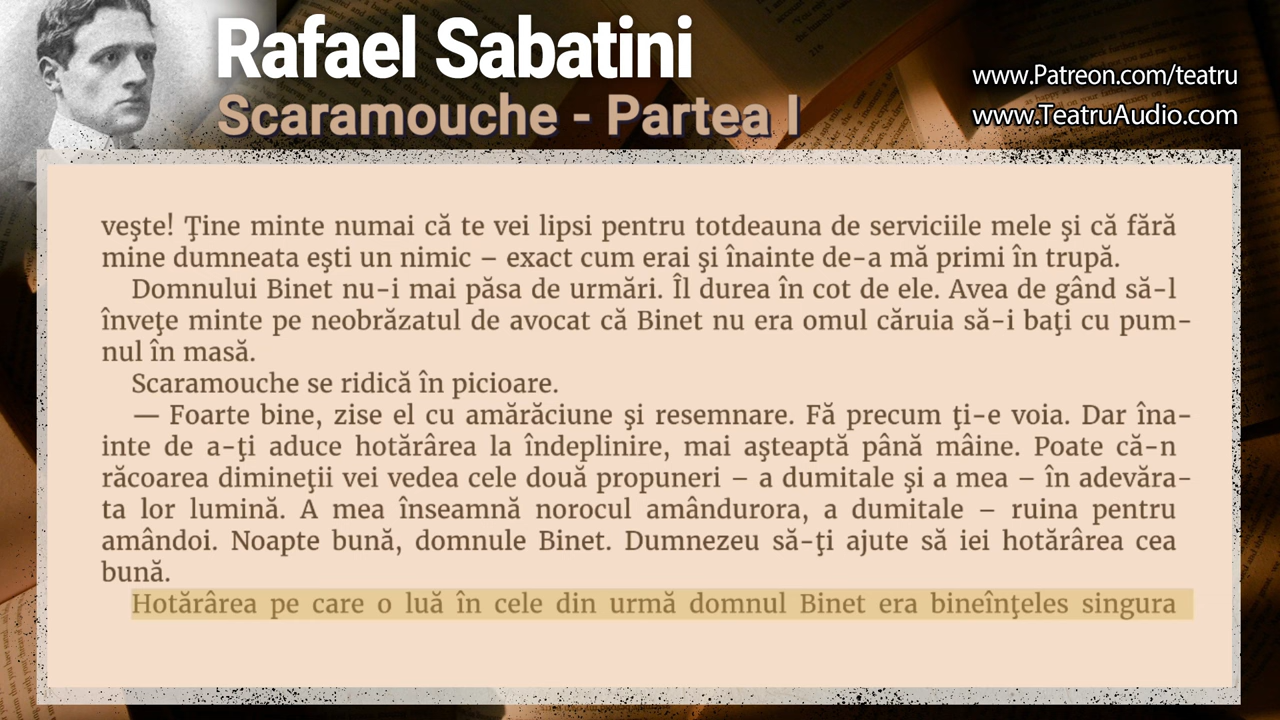 Rafael Sabatini
Scaramouche - Partea I
www.Patreon.com/teatru
www.TeatruAudio.com
veşte! Ţine minte numai că te vei lipsi pentru totdeauna de serviciile mele şi că fără
mine dumneata eşti un nimic – exact cum erai şi înainte de-a mă primi în trupă.
Domnului Binet nu-i mai păsa de urmări. Îl durea în cot de ele. Avea de gând să-l
înveţe minte pe neobrăzatul de avocat că Binet nu era omul căruia să-i baţi cu pum-
nul în masă.
Scaramouche se ridică în picioare.
— Foarte bine, zise el cu amărăciune şi resemnare. Fă precum ţi-e voia. Dar îna-
inte de a-ţi aduce hotărârea la îndeplinire, mai aşteaptă până mâine. Poate că-n
răcoarea dimineţii vei vedea cele două propuneri – a dumitale şi a mea – în adevăra-
ta lor lumină. A mea înseamnă norocul amândurora, a dumitale – ruina pentru
amândoi. Noapte bună, domnule Binet. Dumnezeu să-ţi ajute să iei hotărârea cea
bună.
Hotărârea pe care o luă în cele din urmă domnul Binet era bineînţeles singura